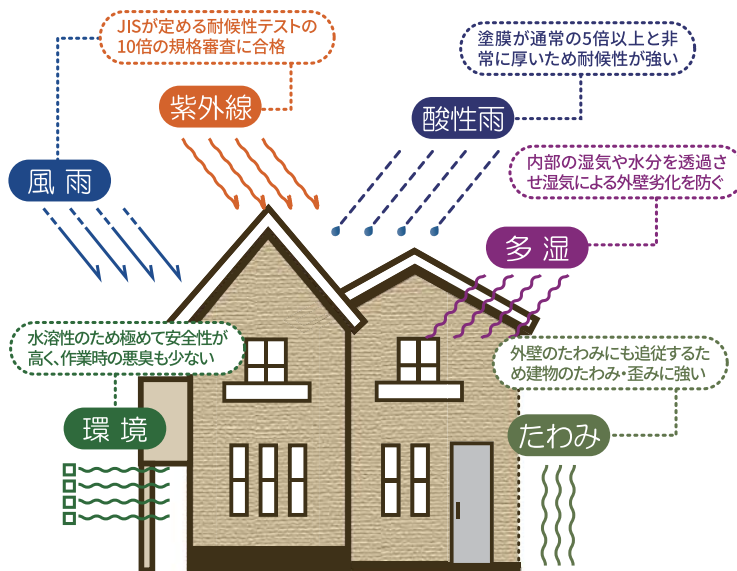 JISが定める耐候性テストの
10倍の規格審査に合格
紫外線
塗膜が通常の5倍以上と非
常に厚いため耐候性が強い
酸性雨
風雨
内部の湿気や水分を透過さ
せ湿気による外壁劣化を防ぐ
多湿
水溶性のため極めて安全性が
高く、作業時の悪臭も少ない
環境
外壁のたわみにも追従するた
め建物のたわみ・歪みに強い
たわみ